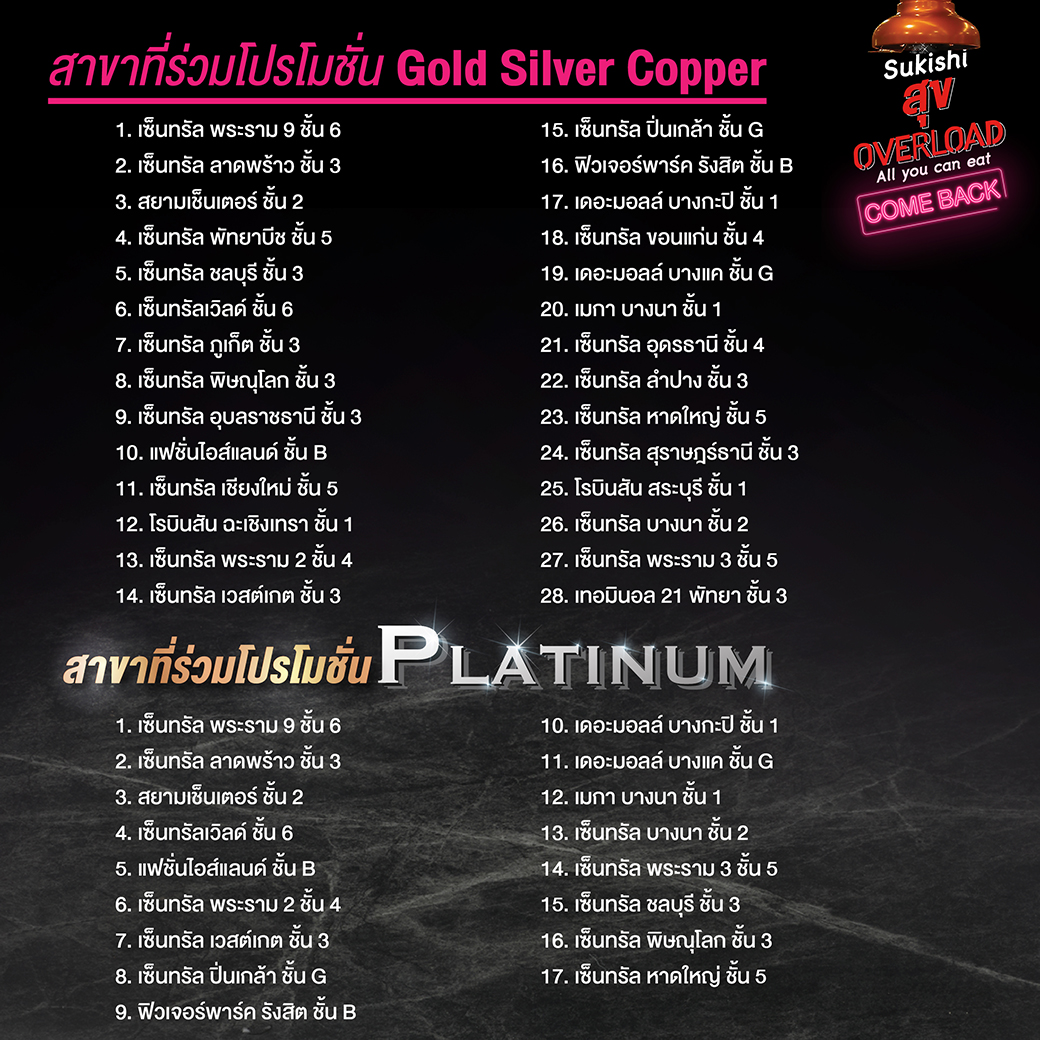 สาขาที่ร่วมโปรโมชั่น Gold Silver Copper
Sukishi
สุข
OVERLOAD
All you can eat
COME BACK
1. เซ็นทรัล พระราม 9 ชั้น 6
2. เซ็นทรัล ลาดพร้าว ชั้น 3
3. สยามเซ็นเตอร์ ชั้น 2
4. เซ็นทรัล พัทยาบีช ชั้น 5
5. เซ็นทรัล ชลบุรี ชั้น 3
6. เซ็นทรัลเวิลด์ ชั้น 6
7. เซ็นทรัล ภูเก็ต ชั้น 3
8. เซ็นทรัล พิษณุโลก ชั้น 3
9. เซ็นทรัล อุบลราชธานี ชั้น 3
10. แฟชั่นไอส์แลนด์ ชั้น B
11. เซ็นทรัล เชียงใหม่ ชั้น 5
12. โรบินสัน ฉะเชิงเทรา ชั้น 1
13. เซ็นทรัล พระราม 2 ชั้น 4
14. เซ็นทรัล เวสต์เกต ชั้น 3
15. เซ็นทรัล ปิ่นเกล้า ชั้น G
16. ฟิวเจอร์พาร์ค รังสิต ชั้น B
17. เดอะมอลล์ บางกะปิ ชั้น 1
18. เซ็นทรัล ขอนแก่น ชั้น 4
19. เดอะมอลล์ บางแค ชั้น G
20. เมกา บางนา ชั้น 1
21. เซ็นทรัล อุดรธานี ชั้น 4
22. เซ็นทรัล ลำปาง ชั้น 3
23. เซ็นทรัล หาดใหญ่ ชั้น 5
24. เซ็นทรัล สุราษฎร์ธานี ชั้น 3
25. โรบินสัน สระบุรี ชั้น 1
26. เซ็นทรัล บางนา ชั้น 2
27. เซ็นทรัล พระราม 3 ชั้น 5
28. เทอมินอล 21 พัทยา ชั้น 3
สาขาที่ร่วมโปรโมชั่น PLATINUM
1. เซ็นทรัล พระราม 9 ชั้น 6
2. เซ็นทรัล ลาดพร้าว ชั้น 3
3. สยามเซ็นเตอร์ ชั้น 2
4. เซ็นทรัลเวิลด์ ชั้น 6
5. แฟชั่นไอส์แลนด์ ชั้น B
6. เซ็นทรัล พระราม 2 ชั้น 4
7. เซ็นทรัล เวสต์เกต ชั้น 3
8. เซ็นทรัล ปิ่นเกล้า ชั้น G
9. ฟิวเจอร์พาร์ค รังสิต ชั้น B
10. เดอะมอลล์ บางกะปิ ชั้น 1
11. เดอะมอลล์ บางแค ชั้น G
12. เมกา บางนา ชั้น 1
13. เซ็นทรัล บางนา ชั้น 2
14. เซ็นทรัล พระราม 3 ชั้น 5
15. เซ็นทรัล ชลบุรี ชั้น 3
16. เซ็นทรัล พิษณุโลก ชั้น 3
17. เซ็นทรัล หาดใหญ่ ชั้น 5